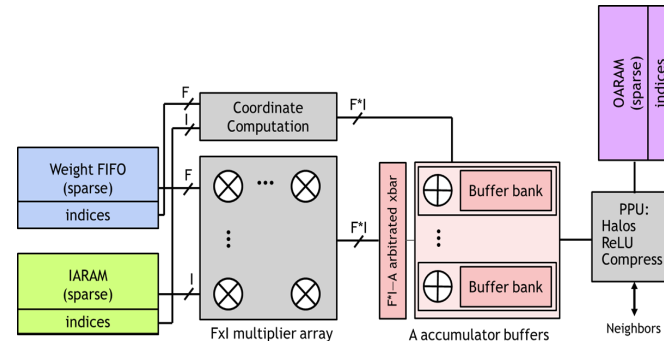 Weight FIFO
(sparse)
indices
IARAM
(sparse)
indices
F
I
F
I
Coordinate
Computation
F*I
F*I
FxI multiplier array
F*I–A arbitrated xbar
Buffer bank
Buffer bank
A accumulator buffers
OARAM
(sparse)
indices
PPU:
Halos
ReLU
Compress
Neighbors